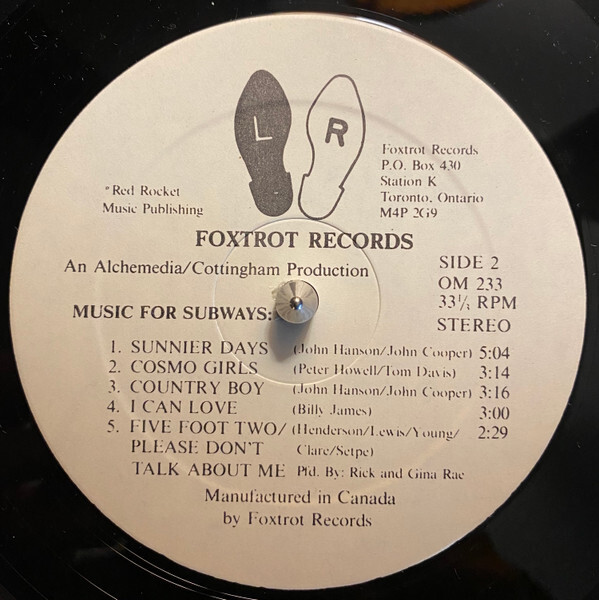 L R
Foxtrot Records
P.O. Box 430
Station K
Toronto, Ontario
M4P 2G9
*Red Rocket
Music Publishing
FOXTROT RECORDS
An Alchemedia/Cottingham Production
SIDE 2
OM 233
33⅓ RPM
STEREO
MUSIC FOR SUBWAYS:
1. SUNNIER DAYS (John Hanson/John Cooper) 5:04
2. COSMO GIRLS (Peter Howell/Tom Davis) 3:14
3. COUNTRY BOY (John Hanson/John Cooper) 3:16
4. I CAN LOVE (Billy James) 3:00
5. FIVE FOOT TWO/ (Henderson/Lewis/Young/ 2:29
PLEASE DON'T Clare/Setpe)
TALK ABOUT ME Pfd. By: Rick and Gina Rae
Manufactured in Canada
by Foxtrot Records